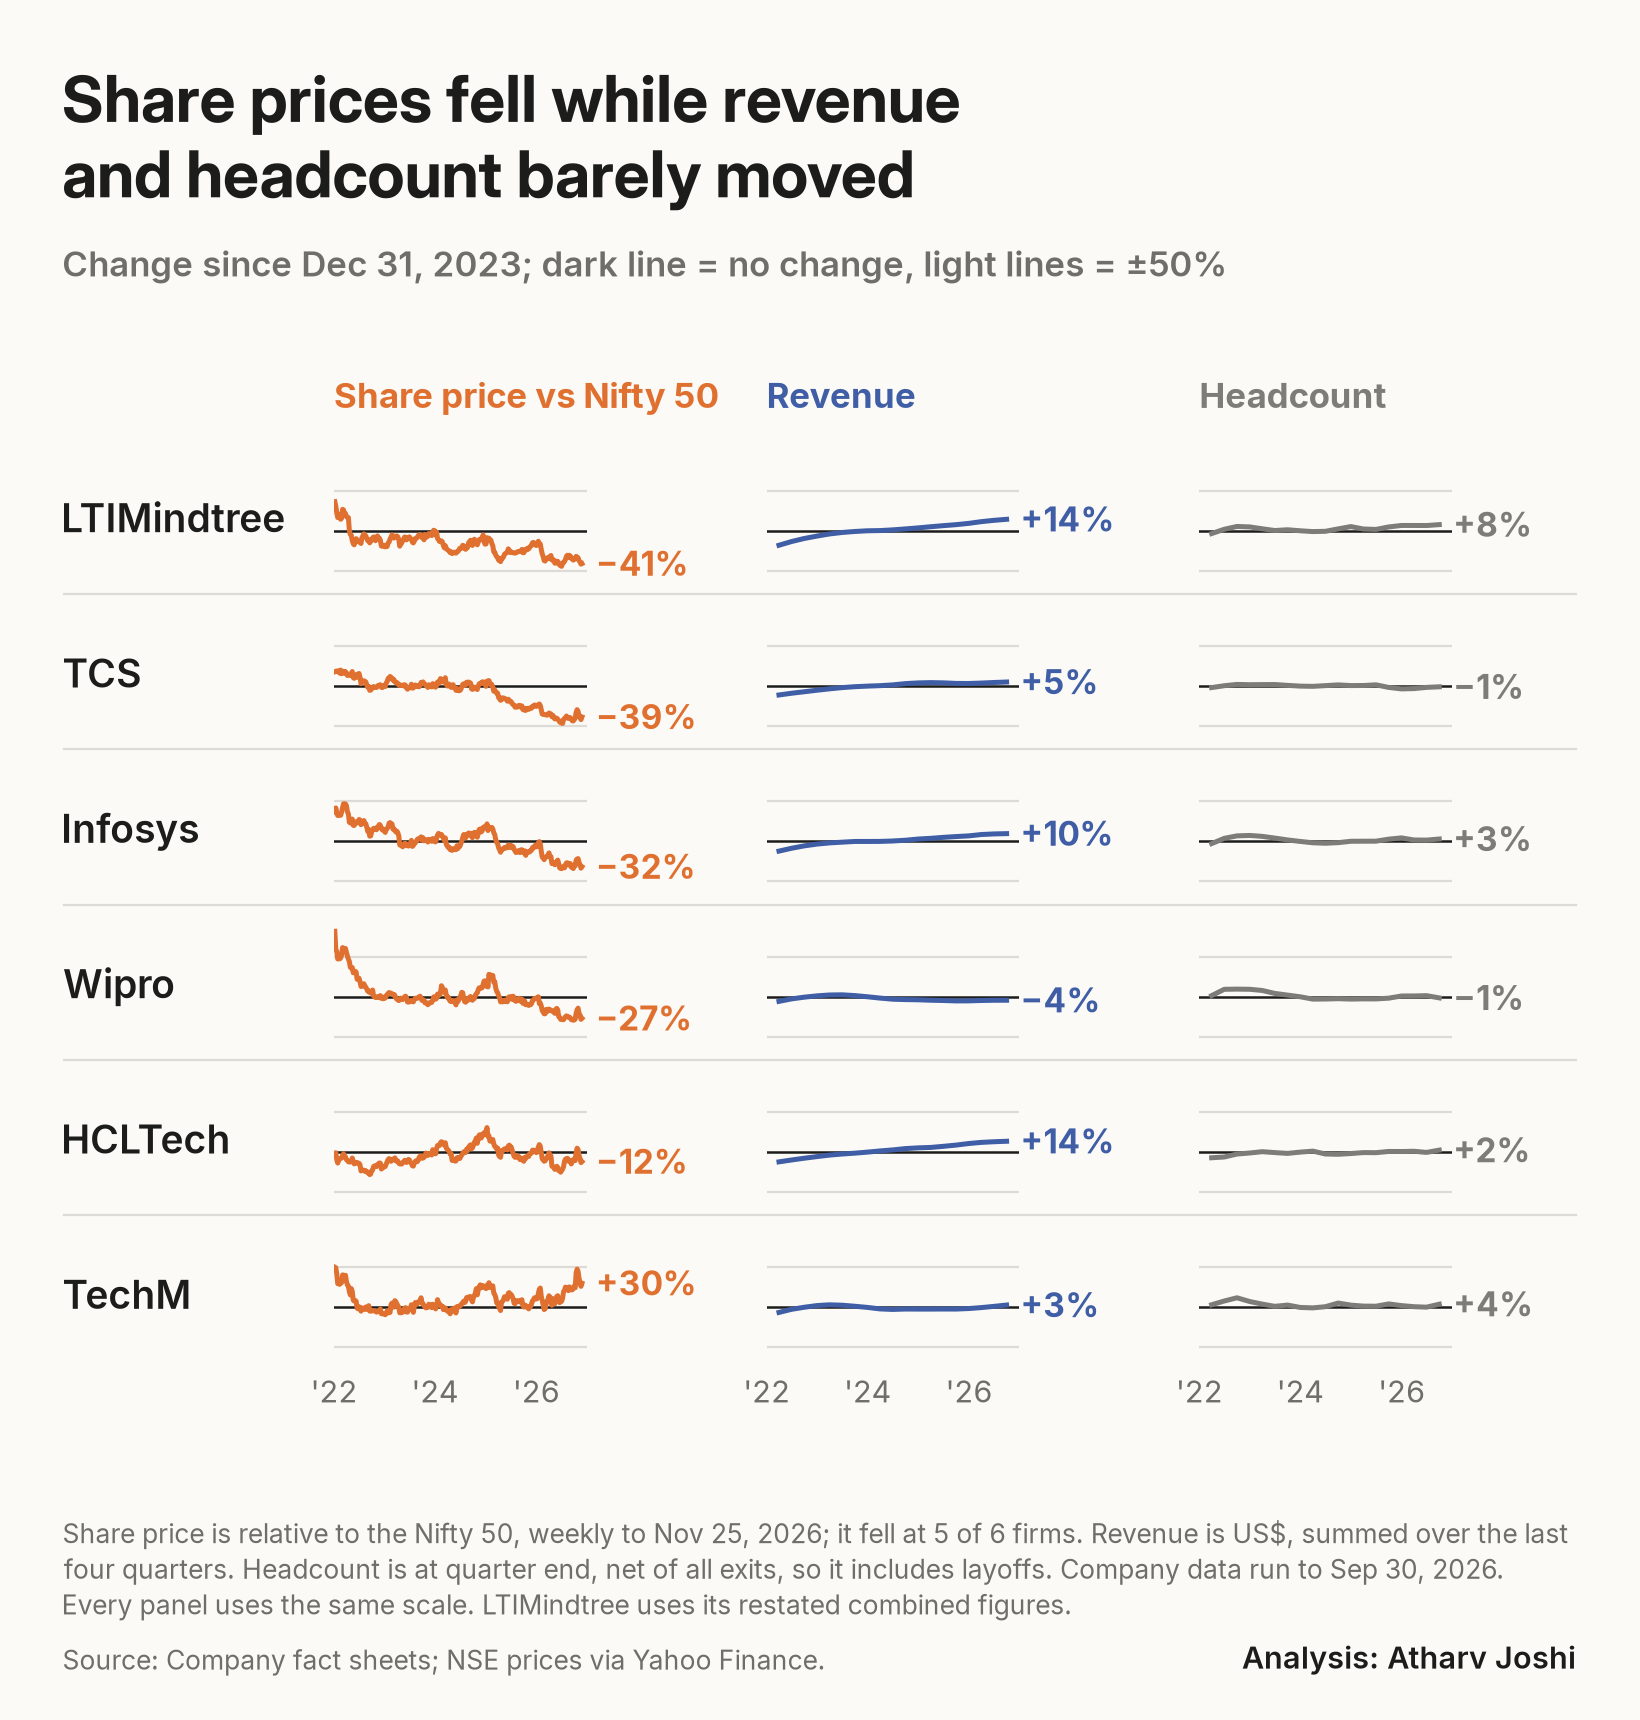 Share prices fell while revenue
and headcount barely moved
Change since Dec 31, 2023; dark line = no change, light lines = ±50%
Share price vs Nifty 50 Revenue Headcount
LTIMindtree −41% +14% +8%
TCS −39% +5% −1%
Infosys −32% +10% +3%
Wipro −27% −4% −1%
HCLTech −12% +14% +2%
TechM +30% +3% +4%
'22 '24 '26 '22 '24 '26 '22 '24 '26
Share price is relative to the Nifty 50, weekly to Nov 25, 2026; it fell at 5 of 6 firms. Revenue is US$, summed over the last
four quarters. Headcount is at quarter end, net of all exits, so it includes layoffs. Company data run to Sep 30, 2026.
Every panel uses the same scale. LTIMindtree uses its restated combined figures.
Source: Company fact sheets; NSE prices via Yahoo Finance. Analysis: Atharv Joshi